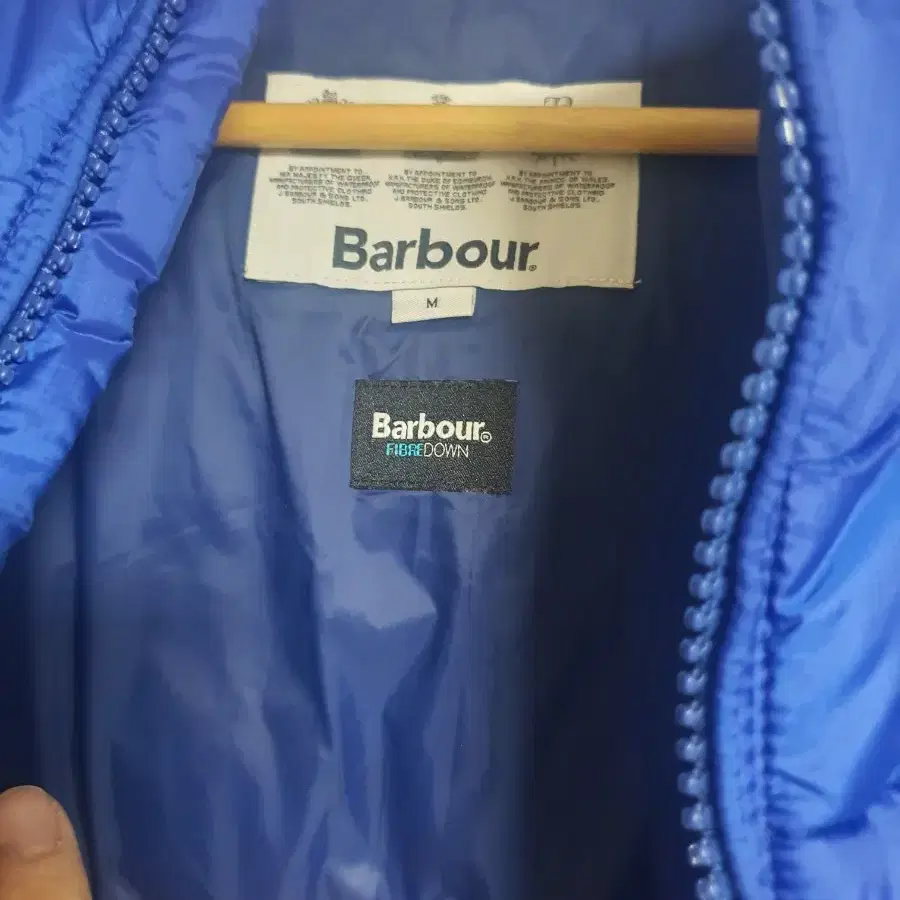 BY APPOINTMENT TO
H.R. MAJESTY THE QUEEN
MANUFACTURERS OF WATERPROOF
AND PROTECTIVE CLOTHING
J. BARBOUR & SONS LTD.
SOUTH SHIELDS.
BY APPOINTMENT TO
H.R.H. THE DUKE OF EDINBURGH
MANUFACTURERS OF WATERPROOF
AND PROTECTIVE CLOTHING
J. BARBOUR & SONS LTD.
SOUTH SHIELDS
BY APPOINTMENT TO
H.R.H. THE PRINCE OF WALES
MANUFACTURERS OF WATERPROOF
AND PROTECTIVE CLOTHING
J. BARBOUR & SONS LTD.
SOUTH SHIELDS.
Barbour®
M
Barbour®
FIBREDOWN